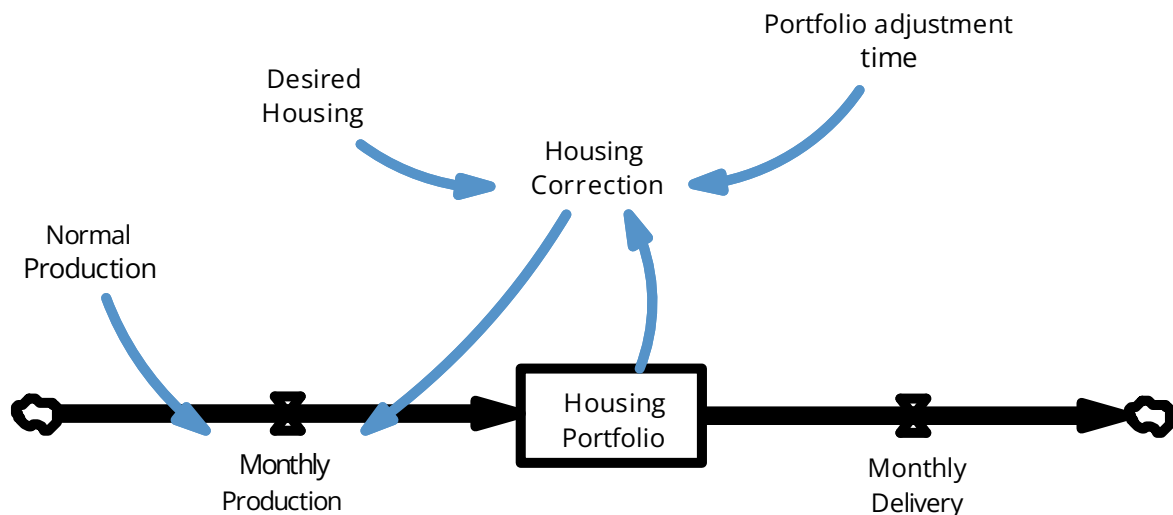 Portfolio adjustment
time
Desired
Housing
Housing
Correction
Normal
Production
Housing
Portfolio
Monthly
Production
Monthly
Delivery